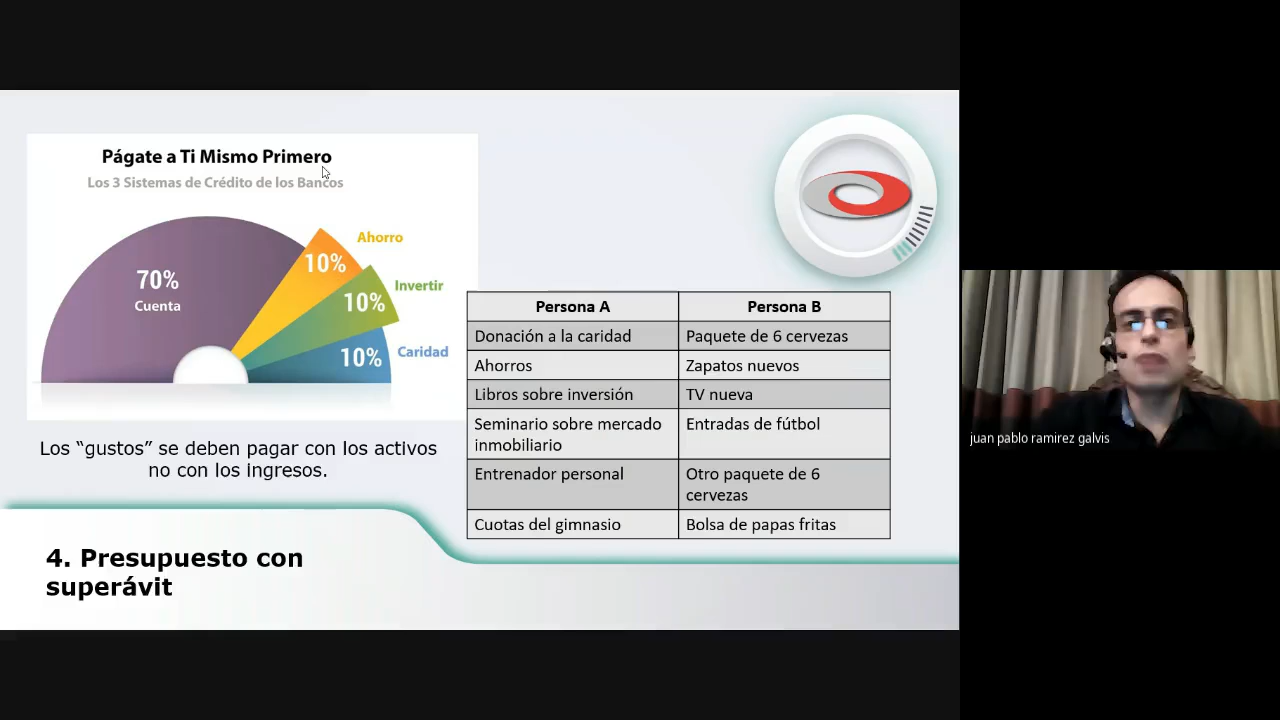 Págate a Ti Mismo Primero
Los 3 Sistemas de Crédito de los Bancos
70%
Cuenta
10%
Ahorro
10%
Invertir
10%
Caridad
Los “gustos” se deben pagar con los activos
no con los ingresos.
Persona A
Persona B
Donación a la caridad
Paquete de 6 cervezas
Ahorros
Zapatos nuevos
Libros sobre inversión
TV nueva
Seminario sobre mercado
inmobiliario
Entradas de fútbol
Entrenador personal
Otro paquete de 6
cervezas
Cuotas del gimnasio
Bolsa de papas fritas
4. Presupuesto con
superávit
juan pablo ramirez galvis